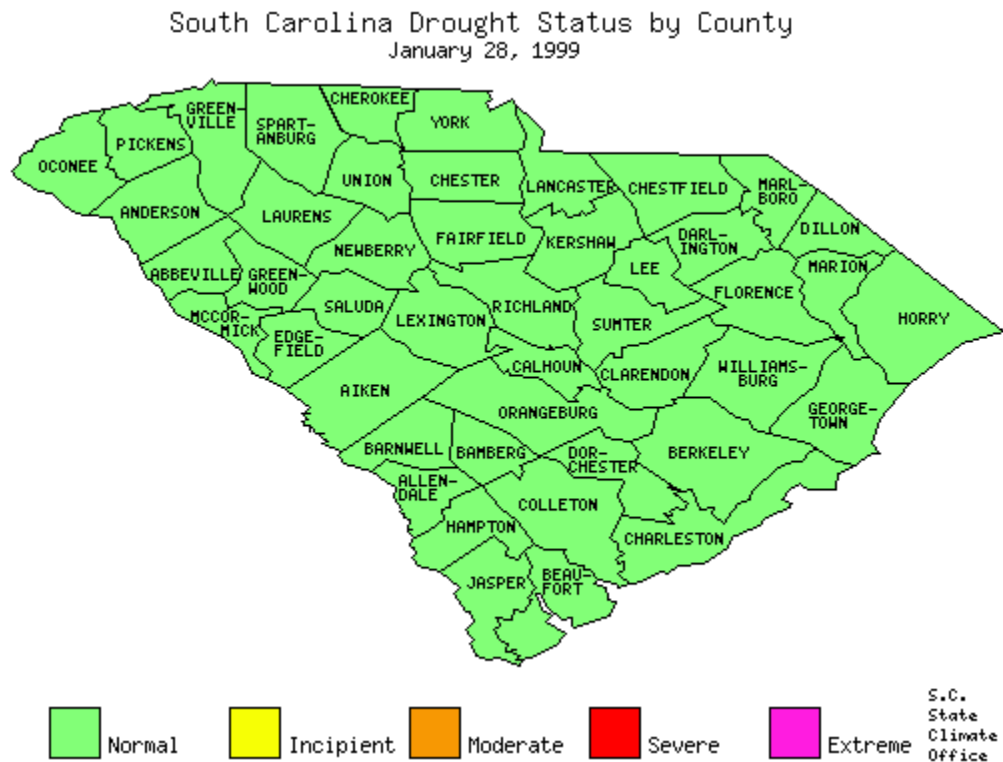 South Carolina Drought Status by County
January 28, 1999
CHEROKEE
GREEN-
VILLE
SPART-
ANBURG
YORK
PICKENS
OCONEE
UNION
CHESTER
LANCASTER
CHESTFIELD
MARL-
BORO
ANDERSON
LAURENS
DILLON
FAIRFIELD
KERSHAW
DARL-
INGTON
NEWBERRY
LEE
MARION
ABBEVILLE
GREEN-
WOOD
FLORENCE
SALUDA
RICHLAND
MCCOR-
MICK
LEXINGTON
SUMTER
HORRY
EDGE-
FIELD
CALHOUN
CLARENDON
WILLIAMS-
BURG
AIKEN
ORANGEBURG
GEORGE-
TOWN
BARNWELL
BAMBERG
DOR-
CHESTER
BERKELEY
ALLEN-
DALE
COLLETON
HAMPTON
CHARLESTON
JASPER
BEAU-
FORT
Normal
Incipient
Moderate
Severe
Extreme
S.C.
State
Climate
Office